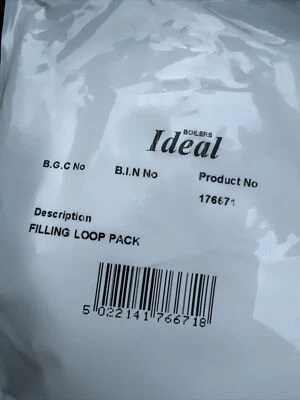 BOILERS
Ideal
B.G.C No B.I.N No Product No
176671
Description
FILLING LOOP PACK
5 022141 766718